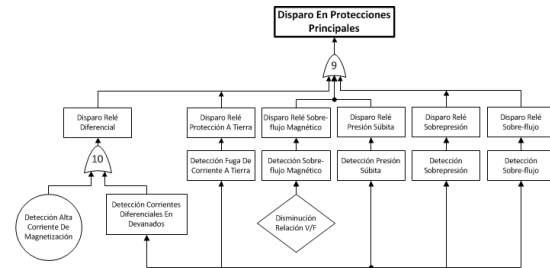 Disparo En Protecciones
Principales
9
Disparo Relé
Diferencial
Disparo Relé
Protección A Tierra
Disparo Relé Sobre-
flujo Magnético
Disparo Relé
Presión Súbita
Disparo Relé
Sobrepresión
Disparo Relé
Sobre-flujo
10
Detección Fuga De
Corriente A Tierra
Detección Sobre-
flujo Magnético
Detección Presión
Súbita
Detección
Sobrepresión
Detección
Sobre-flujo
Detección Alta
Corriente De
Magnetización
Detección Corrientes
Diferenciales En
Devanados
Disminución
Relación V/F